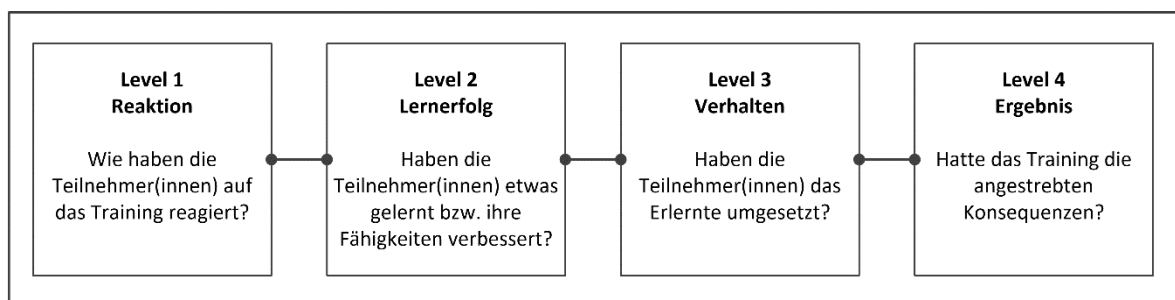 Level 1
Reaktion
Wie haben die
Teilnehmer(innen) auf
das Training reagiert?
Level 2
Lernerfolg
Haben die
Teilnehmer(innen) etwas
gelernt bzw. ihre
Fähigkeiten verbessert?
Level 3
Verhalten
Haben die
Teilnehmer(innen) das
Erlernte umgesetzt?
Level 4
Ergebnis
Hatte das Training die
angestrebten
Konsequenzen?